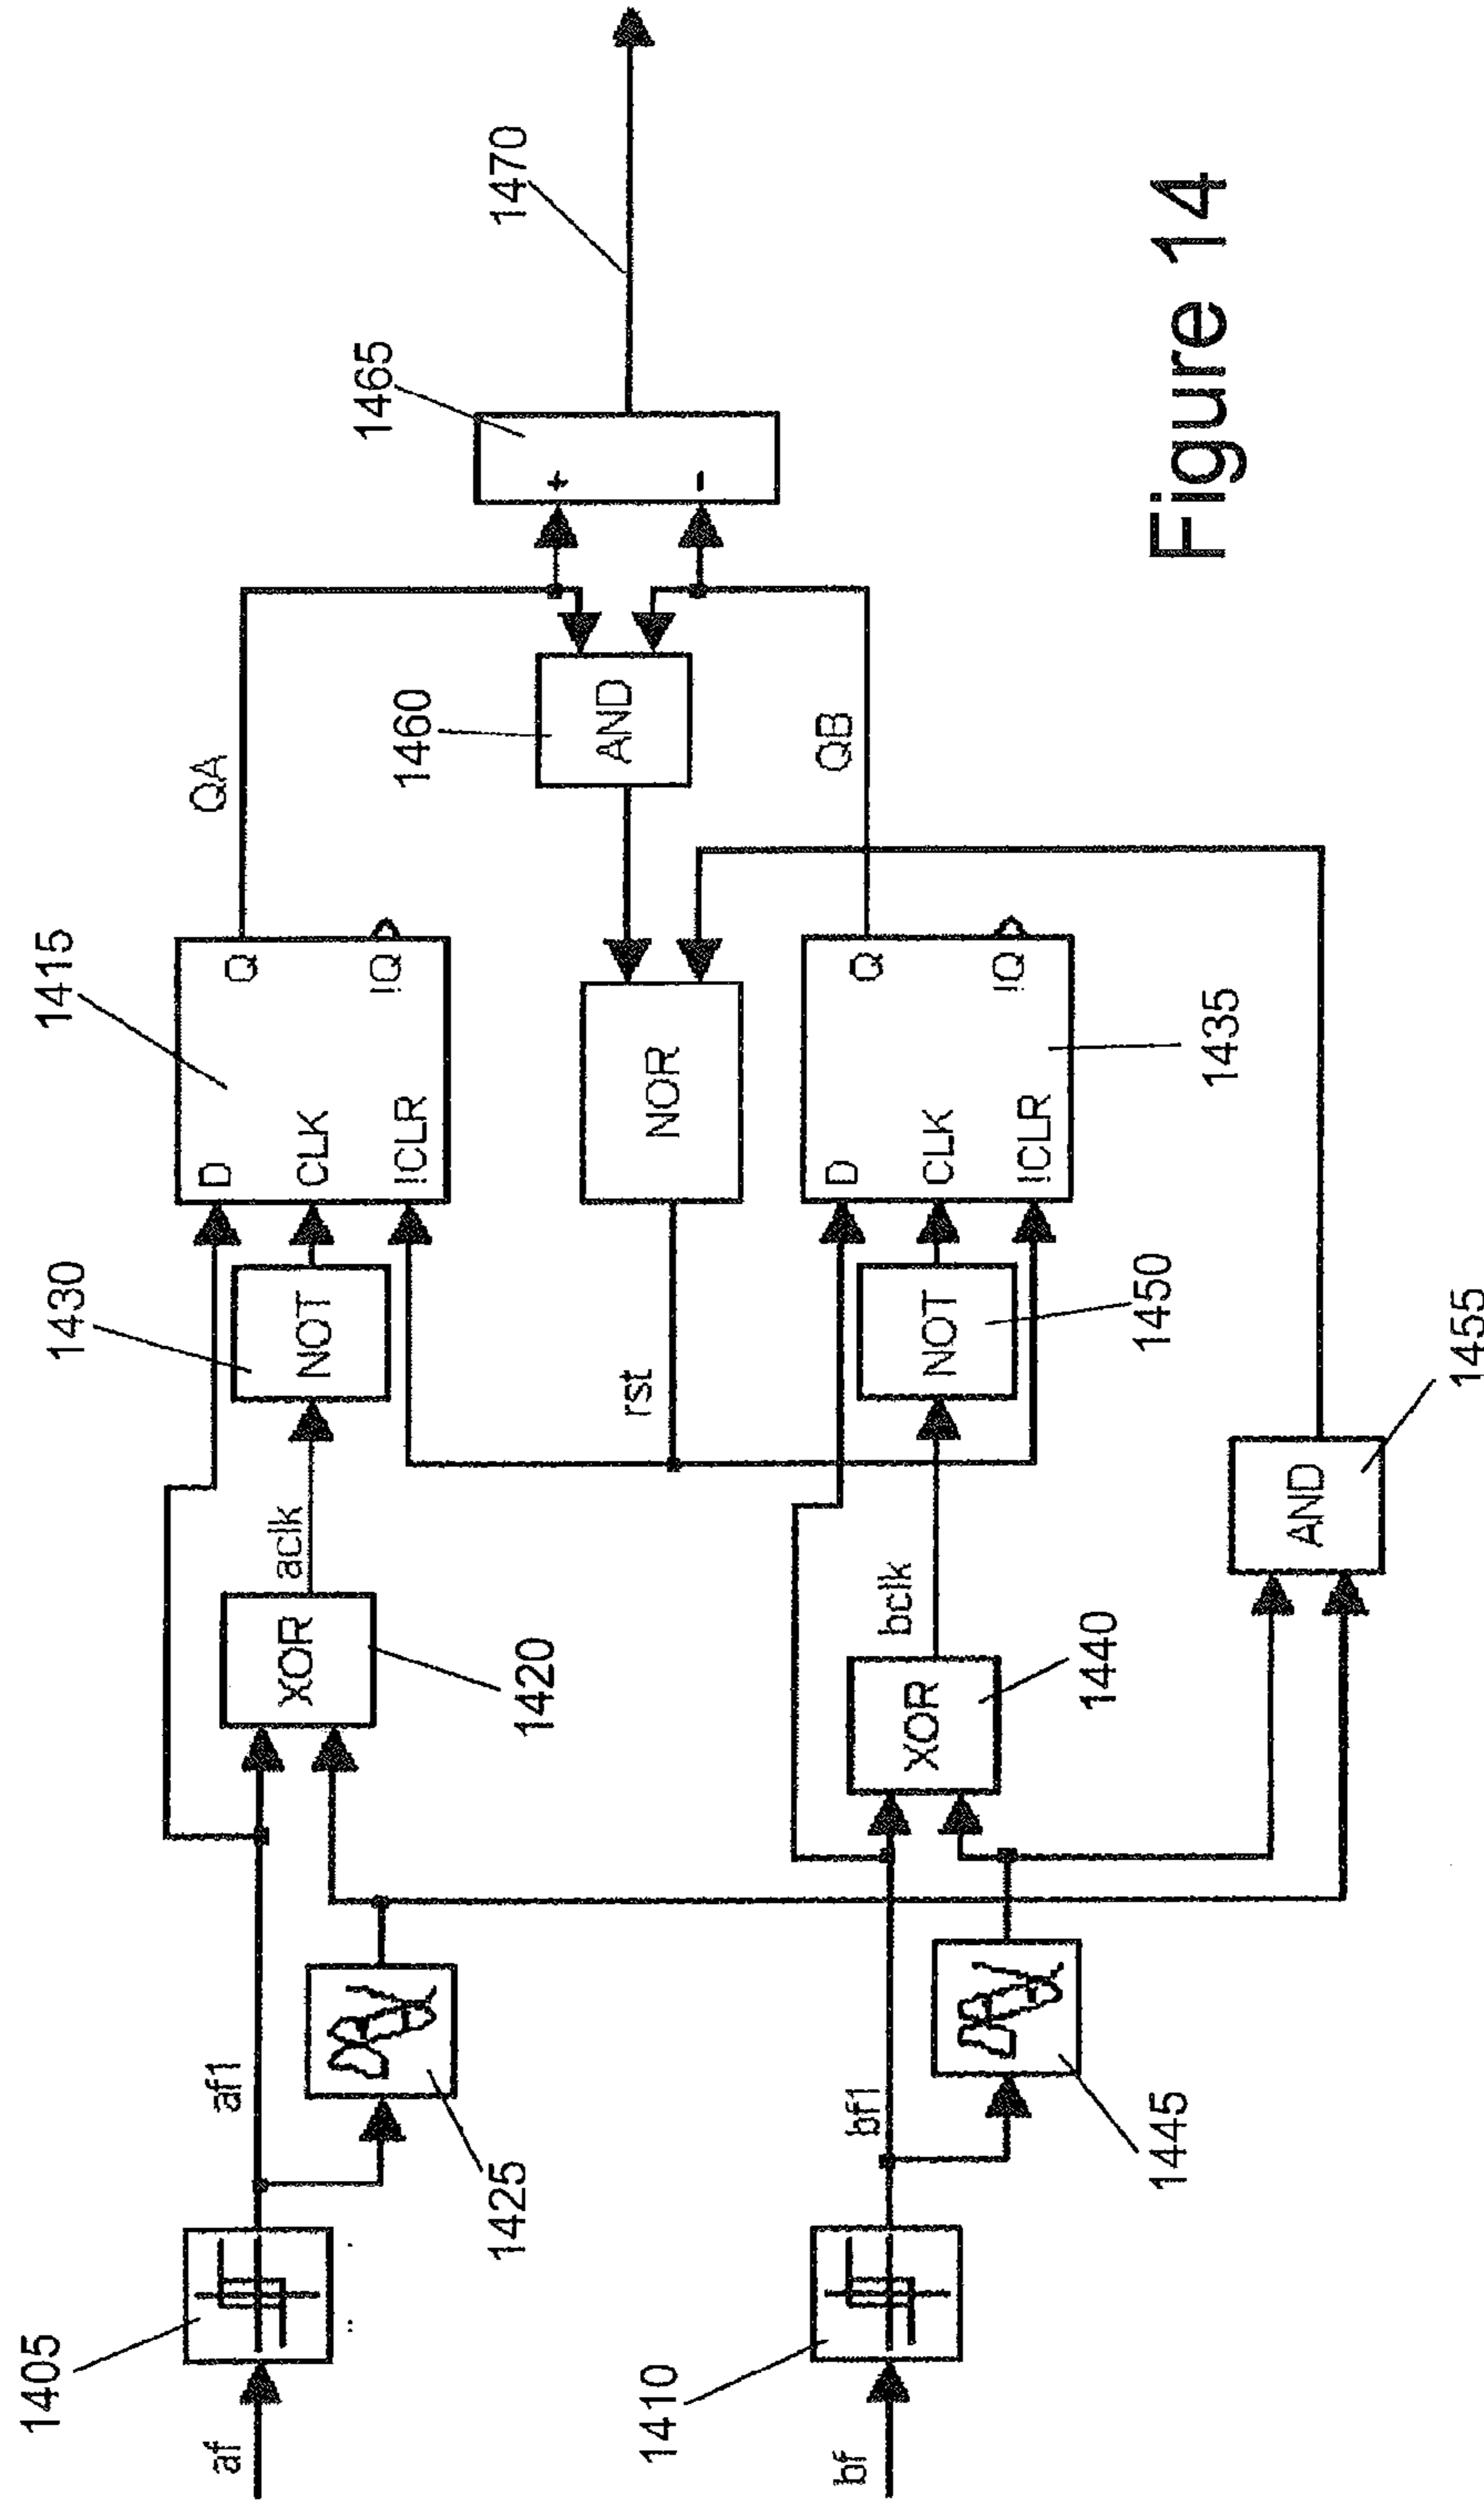 1405
af
af1
1425
XOR
1420
aclk
1430
NOT
1415
D
CLK
!CLR
Q
!Q
QA
rst
NOR
1460
AND
1465
+
-
1470
1410
bf
bf1
1445
XOR
1440
bclk
1450
NOT
D
CLK
!CLR
Q
!Q
1435
QB
AND
1455
Figure 14